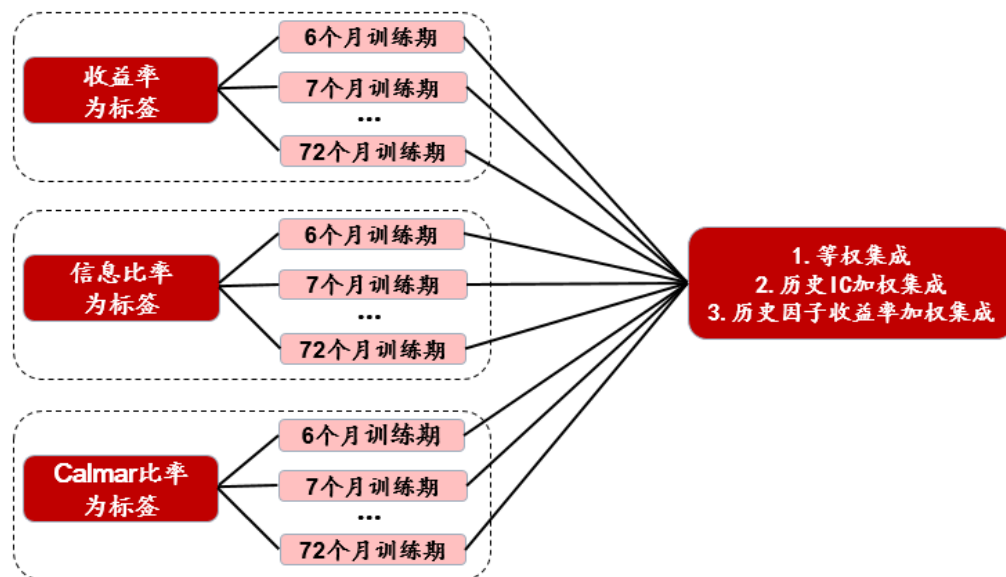 收益率
为标签
6个月训练期
7个月训练期
...
72个月训练期
信息比率
为标签
6个月训练期
7个月训练期
...
72个月训练期
Calmar比率
为标签
6个月训练期
7个月训练期
...
72个月训练期
1. 等权集成
2. 历史IC加权集成
3. 历史因子收益率加权集成